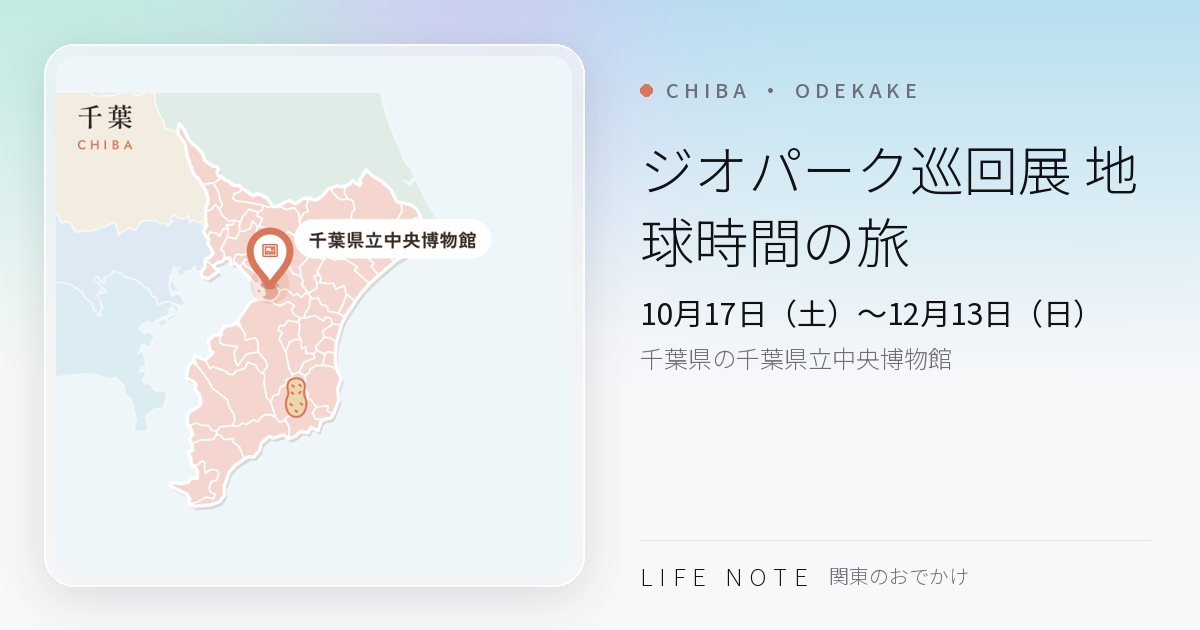 千葉
CHIBA
千葉県立中央博物館
CHIBA • ODEKAKE
ジオパーク巡回展 地
球時間の旅
10月17日（土）〜12月13日（日）
千葉県の千葉県立中央博物館
LIFE NOTE 関東のおでかけ